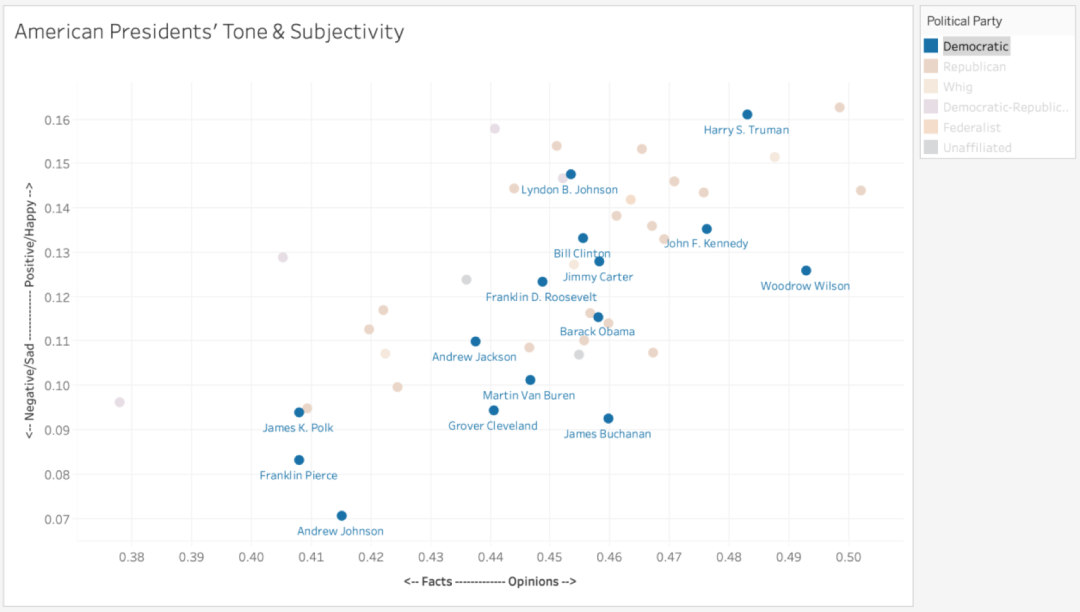 American Presidents' Tone & Subjectivity
Political Party
Democratic
Republican
Whig
Democratic-Republic..
Federalist
Unaffiliated
<-- Negative/Sad ------------- Positive/Happy -->
0.16
0.15
0.14
0.13
0.12
0.11
0.10
0.09
0.08
0.07
Harry S. Truman
Lyndon B. Johnson
John F. Kennedy
Bill Clinton
Jimmy Carter
Woodrow Wilson
Franklin D. Roosevelt
Barack Obama
Andrew Jackson
Martin Van Buren
Grover Cleveland
James K. Polk
James Buchanan
Franklin Pierce
Andrew Johnson
0.38 0.39 0.40 0.41 0.42 0.43 0.44 0.45 0.46 0.47 0.48 0.49 0.50
<-- Facts ------------- Opinions -->